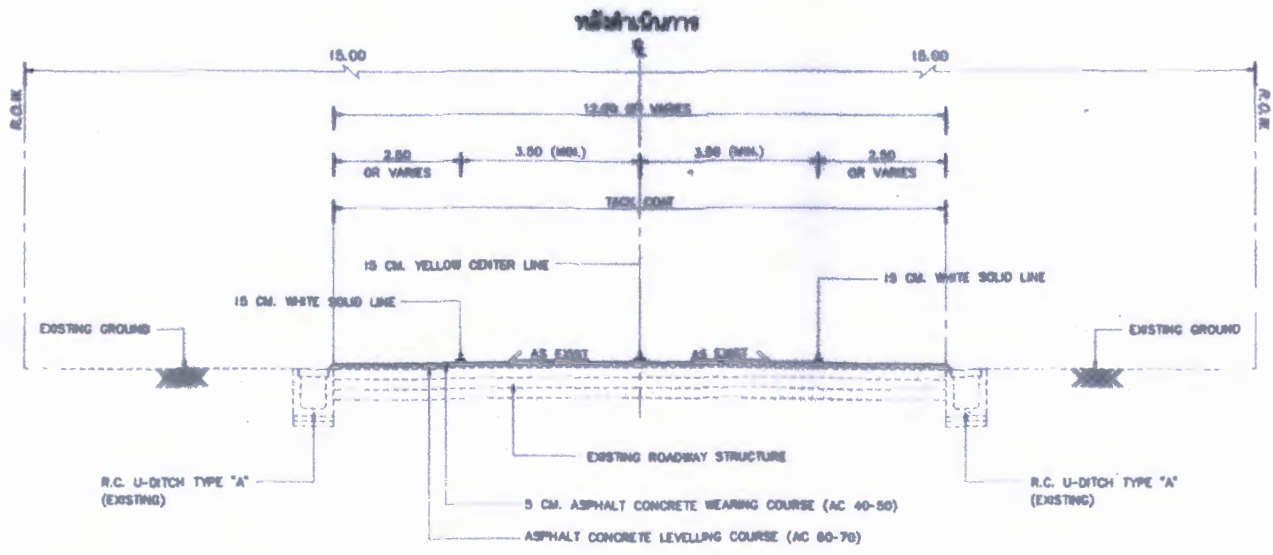 หลังดำเนินการ
℄
15.00
15.00
R.O.W.
R.O.W.
12.00 OR VARIES
2.50
OR VARIES
3.50 (MIN.)
3.50 (MIN.)
2.50
OR VARIES
TACK COAT
15 CM. YELLOW CENTER LINE
15 CM. WHITE SOLID LINE
15 CM. WHITE SOLID LINE
EXISTING GROUND
EXISTING GROUND
AS EXIST
AS EXIST
EXISTING ROADWAY STRUCTURE
R.C. U-DITCH TYPE "A"
(EXISTING)
R.C. U-DITCH TYPE "A"
(EXISTING)
5 CM. ASPHALT CONCRETE WEARING COURSE (AC 40-50)
ASPHALT CONCRETE LEVELLING COURSE (AC 60-70)